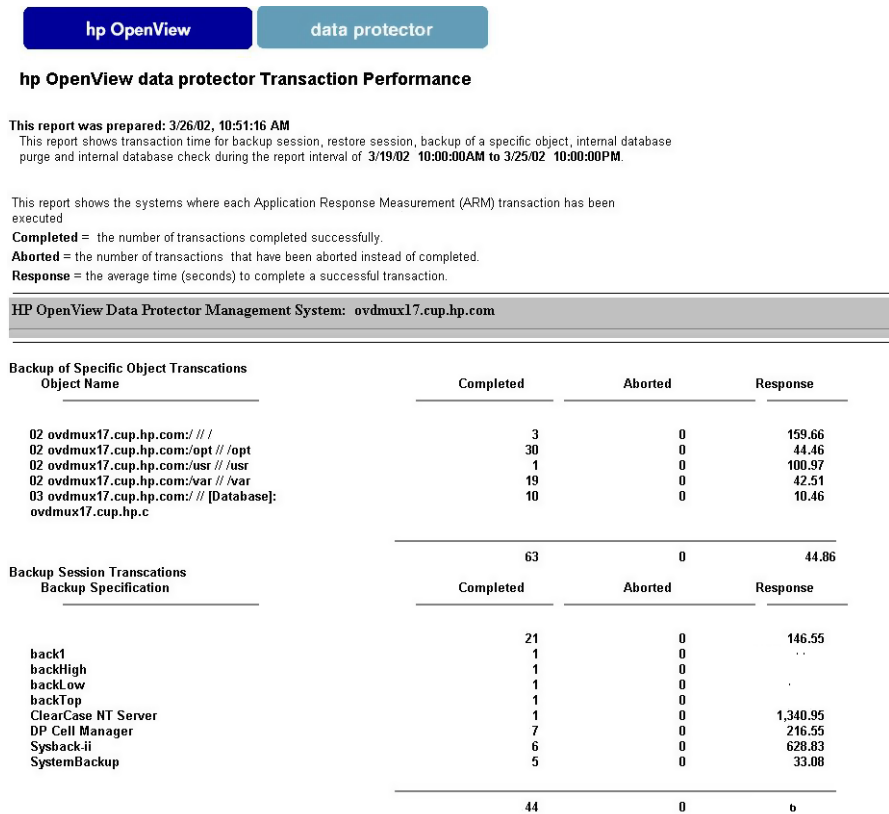 hp OpenView data protector
hp OpenView data protector Transaction Performance
This report was prepared: 3/26/02, 10:51:16 AM
This report shows transaction time for backup session, restore session, backup of a specific object, internal database
purge and internal database check during the report interval of 3/19/02 10:00:00AM to 3/25/02 10:00:00PM.
This report shows the systems where each Application Response Measurement (ARM) transaction has been
executed
Completed = the number of transactions completed successfully.
Aborted = the number of transactions that have been aborted instead of completed.
Response = the average time (seconds) to complete a successful transaction.
HP OpenView Data Protector Management System: ovdmux17.cup.hp.com
Backup of Specific Object Transcations
Object Name Completed Aborted Response
02 ovdmux17.cup.hp.com:/ // / 3 0 159.66
02 ovdmux17.cup.hp.com:/opt // /opt 30 0 44.46
02 ovdmux17.cup.hp.com:/usr // /usr 1 0 100.97
02 ovdmux17.cup.hp.com:/var // /var 19 0 42.51
03 ovdmux17.cup.hp.com:/ // [Database]: 10 0 10.46
ovdmux17.cup.hp.c
63 0 44.86
Backup Session Transcations
Backup Specification Completed Aborted Response
21 0 146.55
back1 1 0
backHigh 1 0
backLow 1 0
backTop 1 0
ClearCase NT Server 1 0 1,340.95
DP Cell Manager 7 0 216.55
Sysback-ii 6 0 628.83
SystemBackup 5 0 33.08
44 0